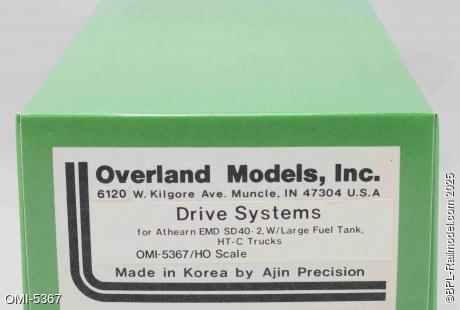 Overland Models, Inc.
6120 W. Kilgore Ave. Muncle, IN 47304 U.S.A
Drive Systems
for Athearn EMD SD40-2, W/Large Fuel Tank,
HT-C Trucks
OMI-5367/HO Scale
Made in Korea by Ajin Precision
OMI-5367
©BPL-Railmodel.com 2025